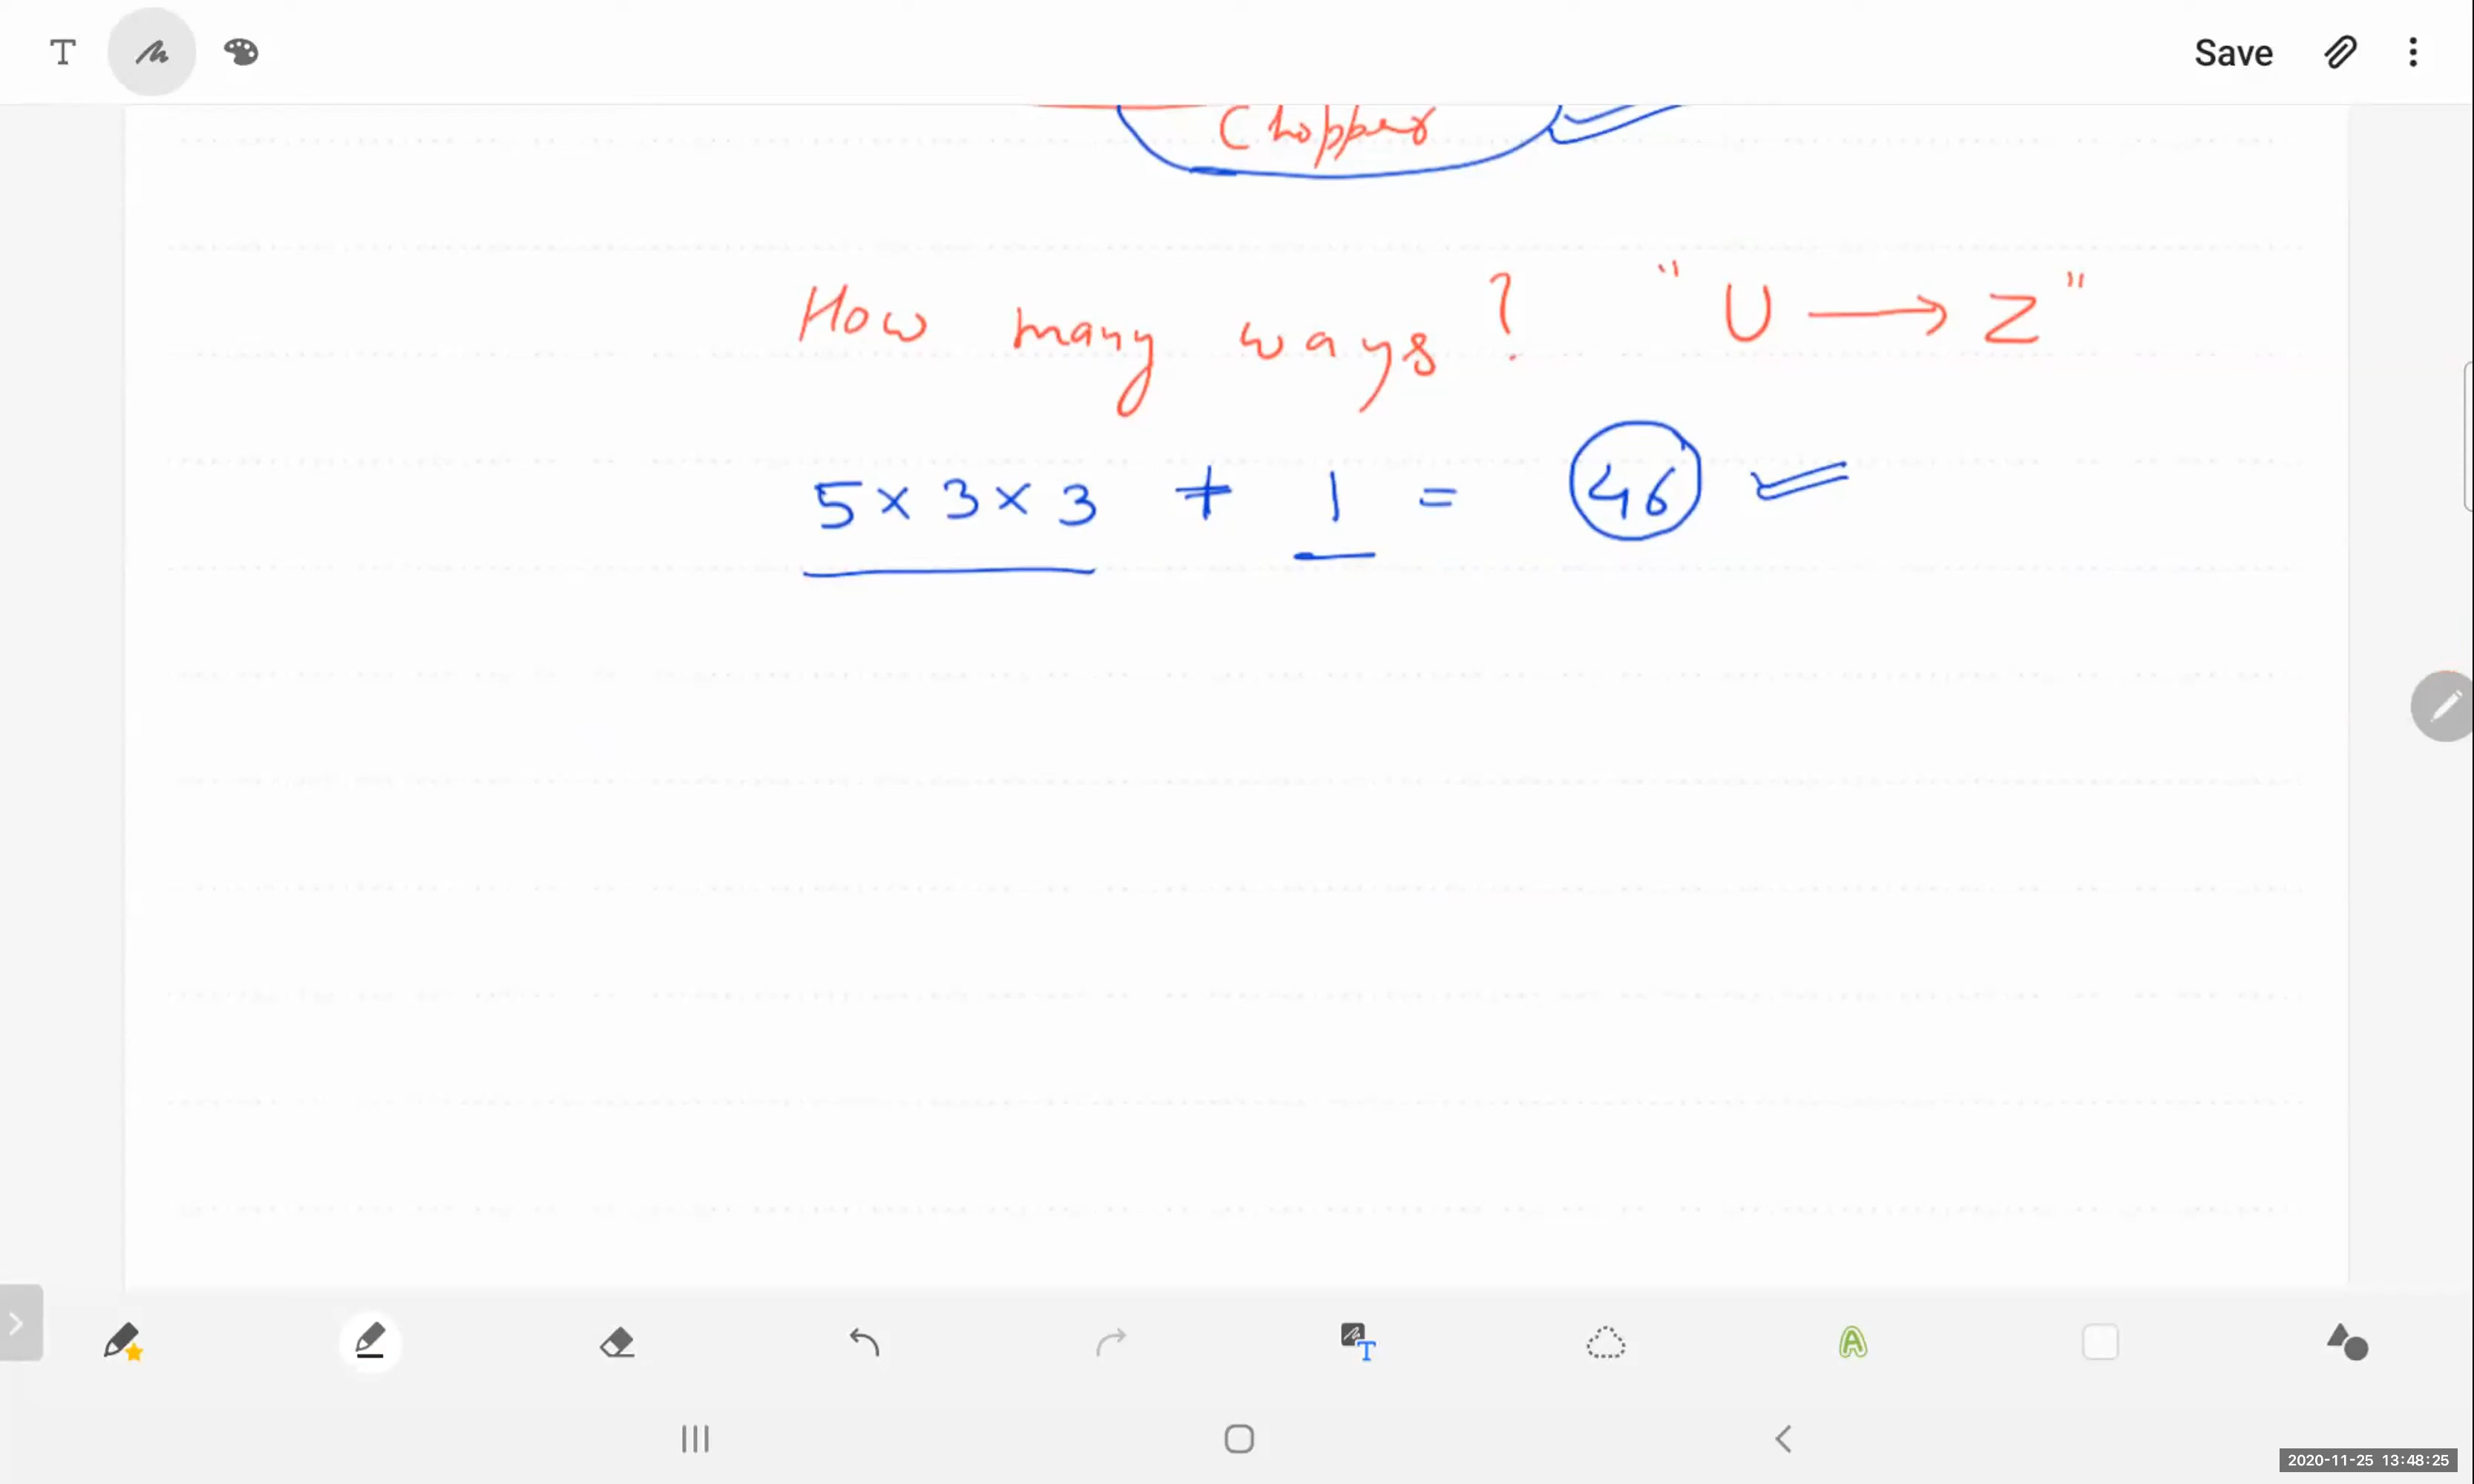 T Save
Chopper
How many ways? "U → Z"
5 × 3 × 3 + 1 = 46
T A
2020-11-25 13:48:25